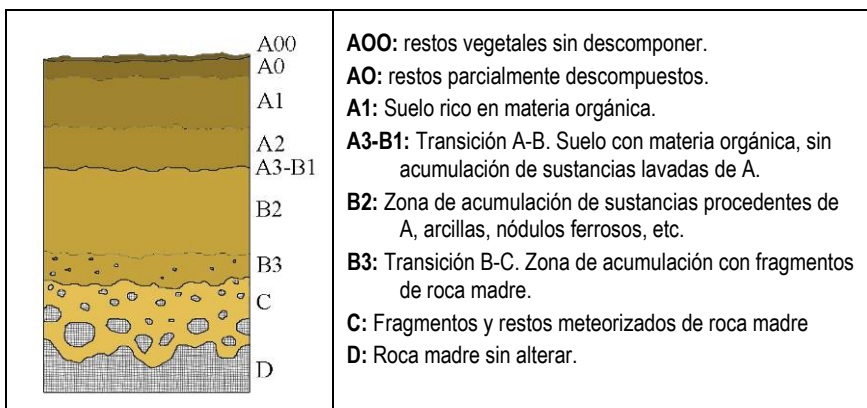 A00
A0
A1
A2
A3-B1
B2
B3
C
D
AOO: restos vegetales sin descomponer.
AO: restos parcialmente descompuestos.
A1: Suelo rico en materia orgánica.
A3-B1: Transición A-B. Suelo con materia orgánica, sin
acumulación de sustancias lavadas de A.
B2: Zona de acumulación de sustancias procedentes de
A, arcillas, nódulos ferrosos, etc.
B3: Transición B-C. Zona de acumulación con fragmentos
de roca madre.
C: Fragmentos y restos meteorizados de roca madre
D: Roca madre sin alterar.